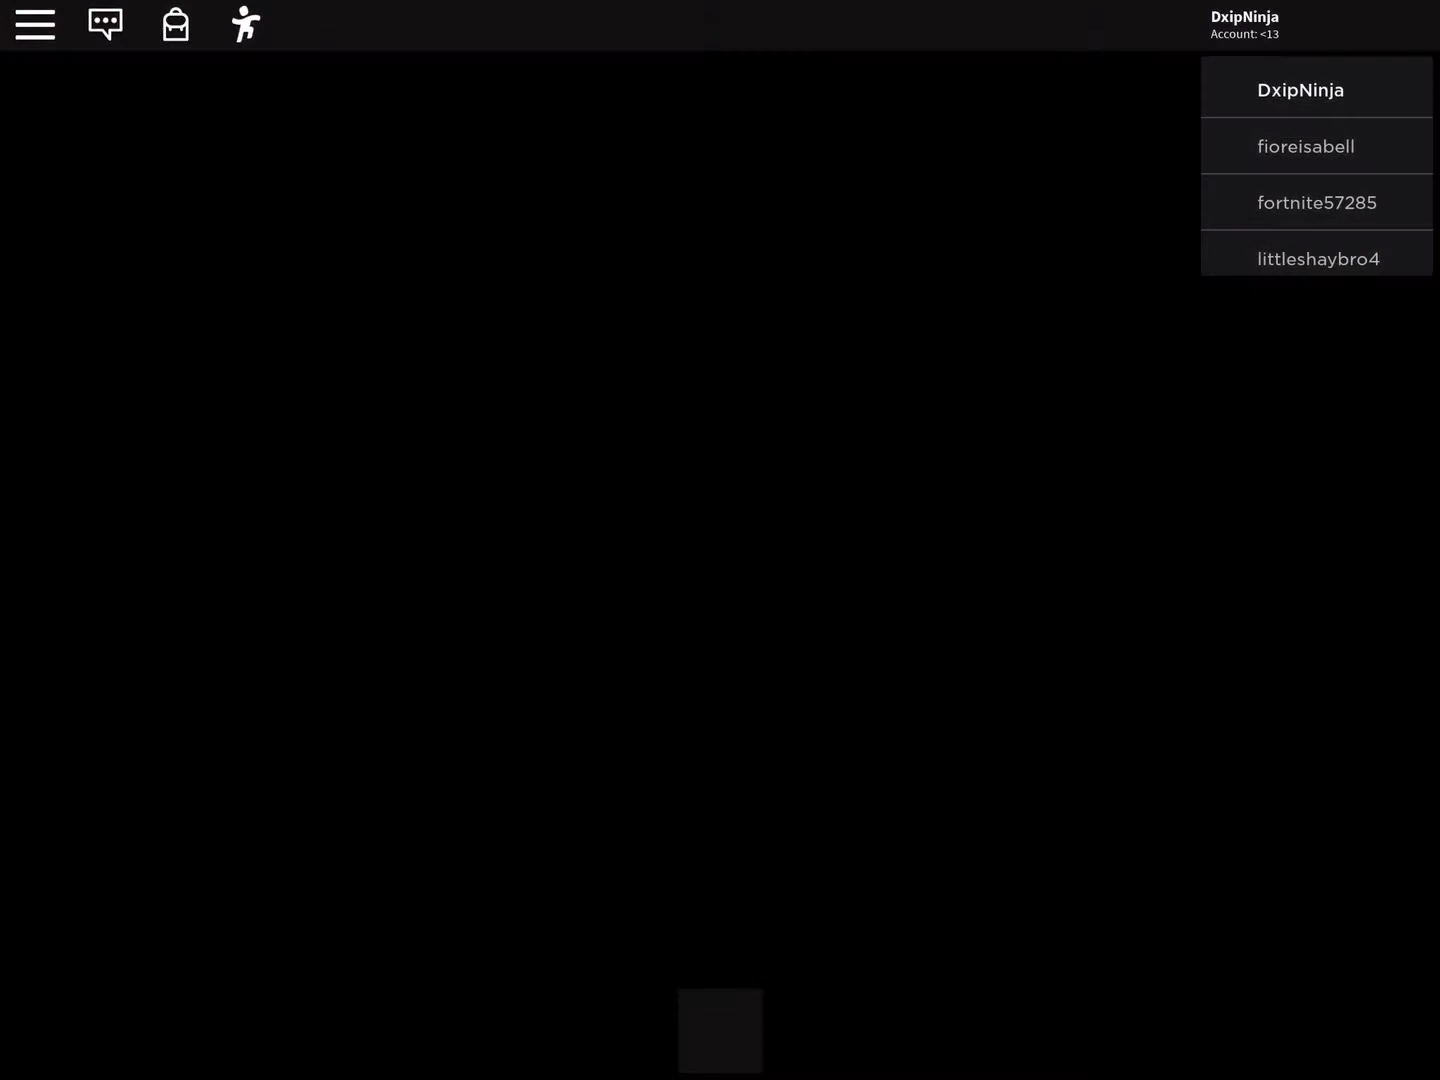 DxipNinja
Account: <13
DxipNinja
fioreisabell
fortnite57285
littleshaybro4